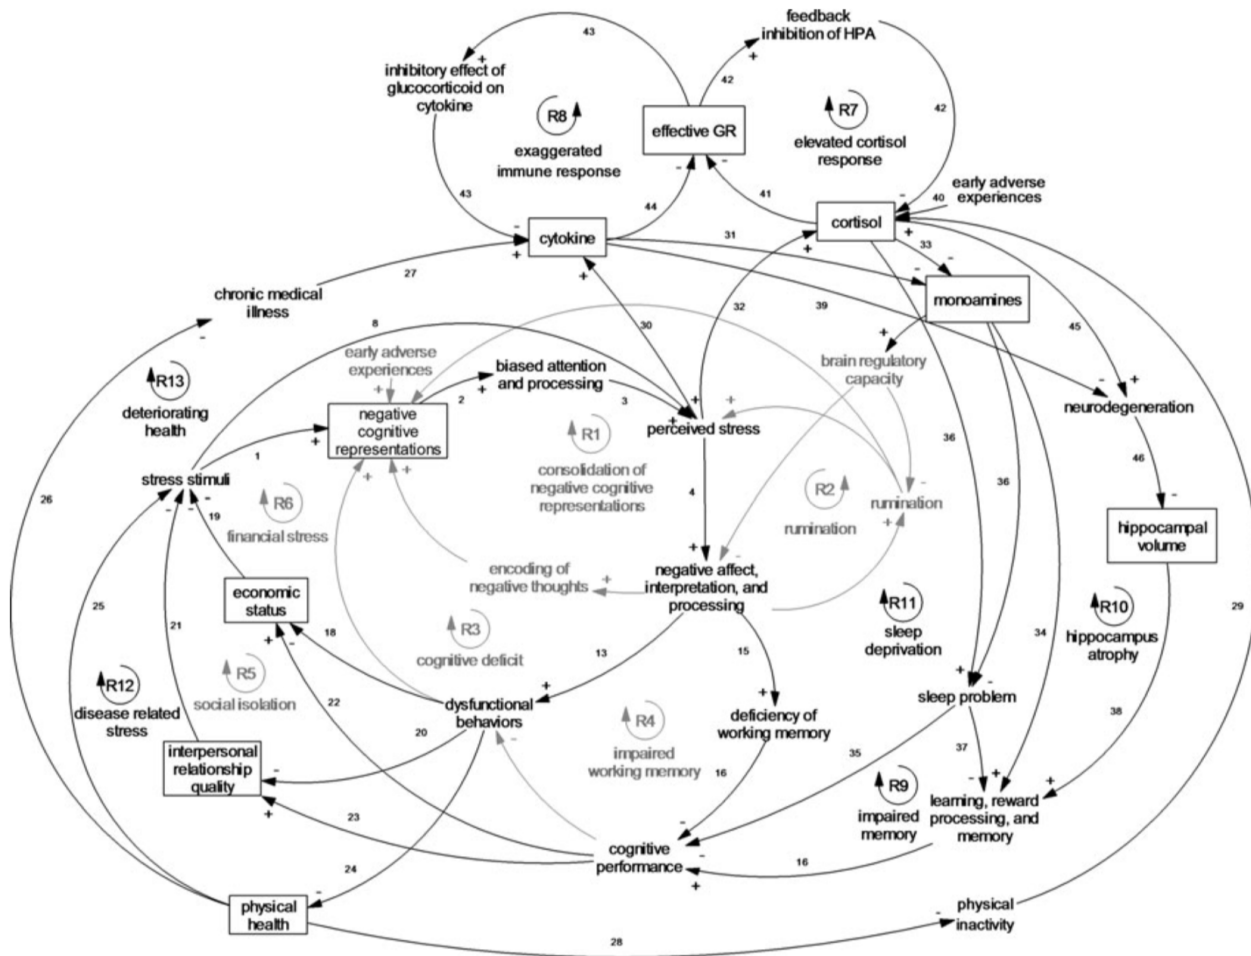 feedback
inhibition of HPA
43
+
+
42
inhibitory effect of
glucocorticoid on
cytokine
R8
effective GR
R7
42
exaggerated
immune response
elevated cortisol
response
-
-
-
early adverse
experiences
40
43
44
41
-
cytokine
+
31
cortisol
+
+
33
-
-
27
+
monoamines
chronic medical
illness
-
39
8
32
30
45
+
R13
deteriorating
health
early adverse
experiences
+
biased attention
and processing
+
2
3
brain regulatory
capacity
-
+
neurodegeneration
negative
cognitive
representations
+
+
+
+
+
perceived stress
R1
consolidation of
negative cognitive
representations
1
36
46
stress stimuli
-
-
-
26
R6
financial stress
19
4
R2
rumination
-
rumination
+
36
-
hippocampal
volume
encoding of
negative thoughts
+
+
-
negative affect,
interpretation, and
processing
economic
status
25
21
18
+
-
R3
cognitive deficit
R11
sleep
deprivation
34
R10
hippocampus
atrophy
29
13
15
R12
disease related
stress
R5
social isolation
22
+
dysfunctional
behaviors
-
R4
impaired
working memory
+
deficiency of
working memory
+
-
sleep problem
38
20
interpersonal
relationship
quality
-
+
35
37
16
R9
impaired
memory
-
+
+
learning, reward
processing, and
memory
23
-
-
+
cognitive
performance
16
24
-
physical
health
-
physical
inactivity
28